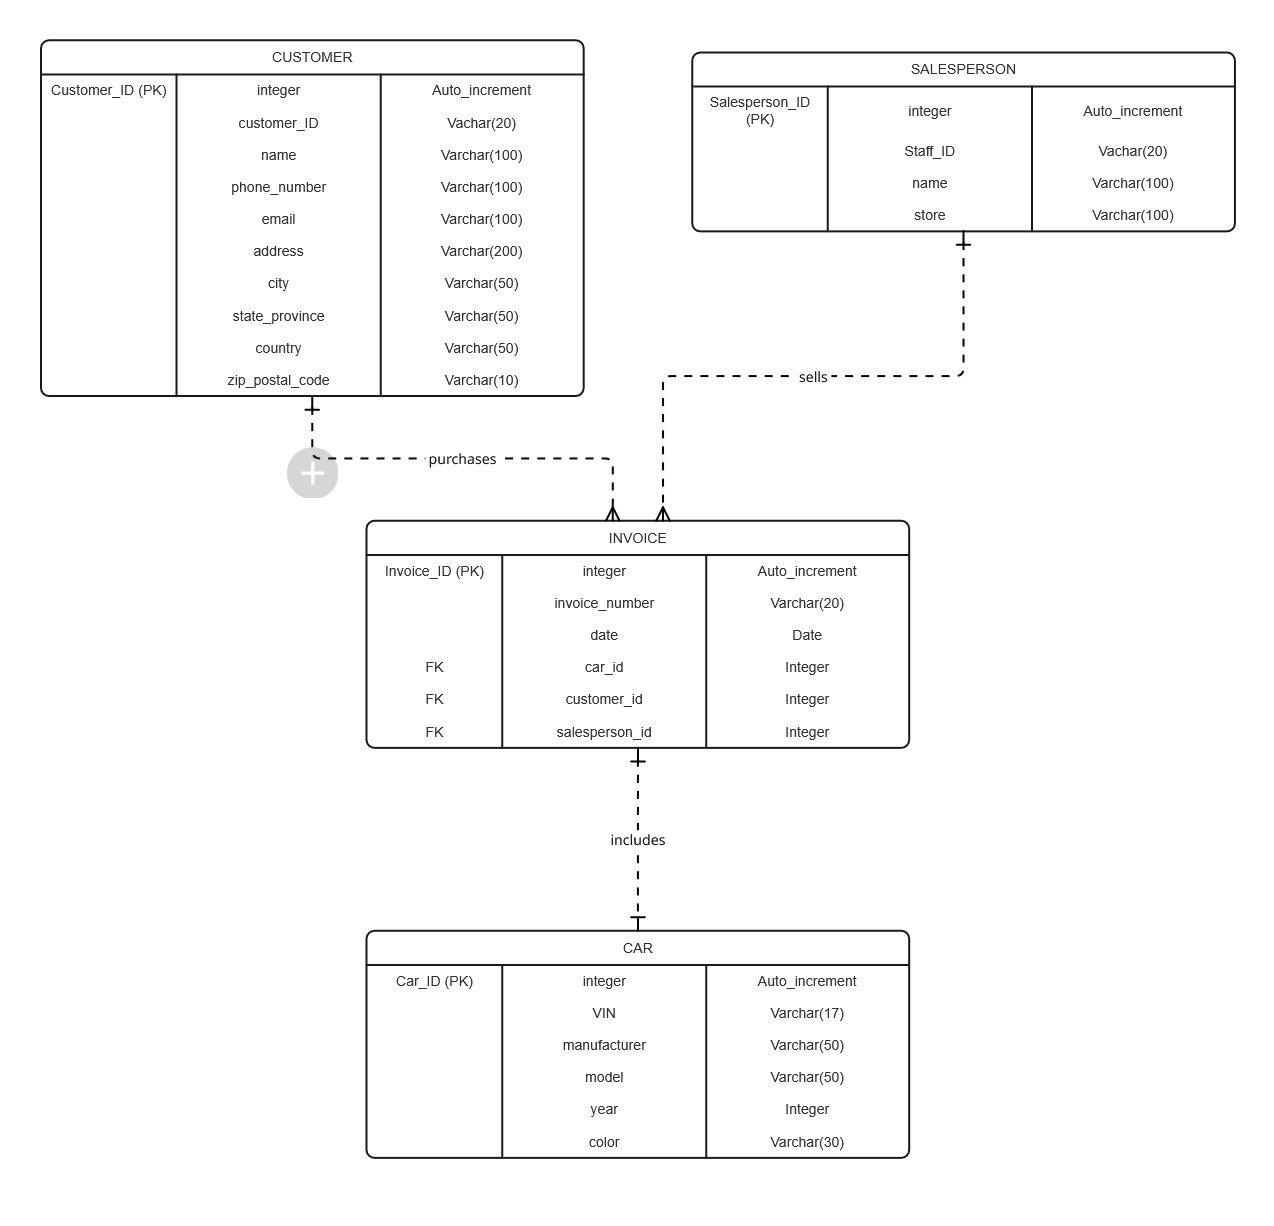 CUSTOMER
Customer_ID (PK) integer Auto_increment
customer_ID Vachar(20)
name Varchar(100)
phone_number Varchar(100)
email Varchar(100)
address Varchar(200)
city Varchar(50)
state_province Varchar(50)
country Varchar(50)
zip_postal_code Varchar(10)
SALESPERSON
Salesperson_ID
(PK) integer Auto_increment
Staff_ID Vachar(20)
name Varchar(100)
store Varchar(100)
sells
purchases
INVOICE
Invoice_ID (PK) integer Auto_increment
invoice_number Varchar(20)
date Date
FK car_id Integer
FK customer_id Integer
FK salesperson_id Integer
includes
CAR
Car_ID (PK) integer Auto_increment
VIN Varchar(17)
manufacturer Varchar(50)
model Varchar(50)
year Integer
color Varchar(30)